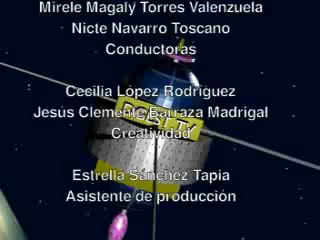 Mirele Magaly Torres Valenzuela
Nicte Navarro Toscano
Conductoras
Cecilia López Rodríguez
Jesús Clemente Barraza Madrigal
Creatividad
Estrella Sánchez Tapia
Asistente de producción